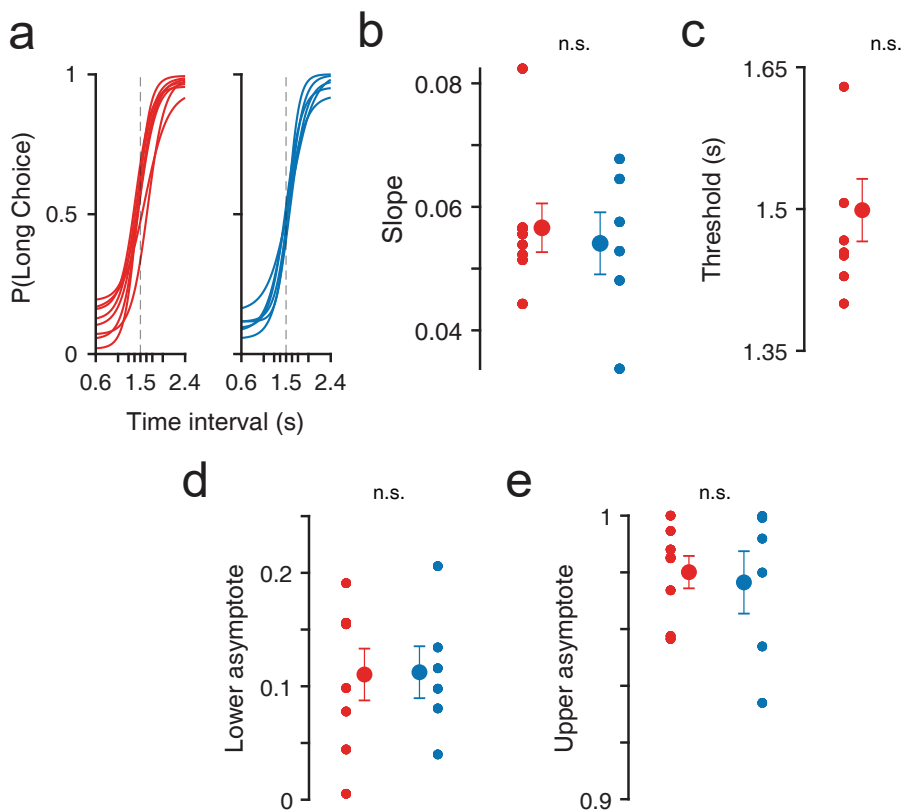 a
P(Long Choice)
1
0.5
0
0.6 1.5 2.4
0.6 1.5 2.4
Time interval (s)
b
n.s.
Slope
0.08
0.06
0.04
c
n.s.
Threshold (s)
1.65
1.5
1.35
d
n.s.
Lower asymptote
0.2
0.1
0
e
n.s.
Upper asymptote
1
0.9